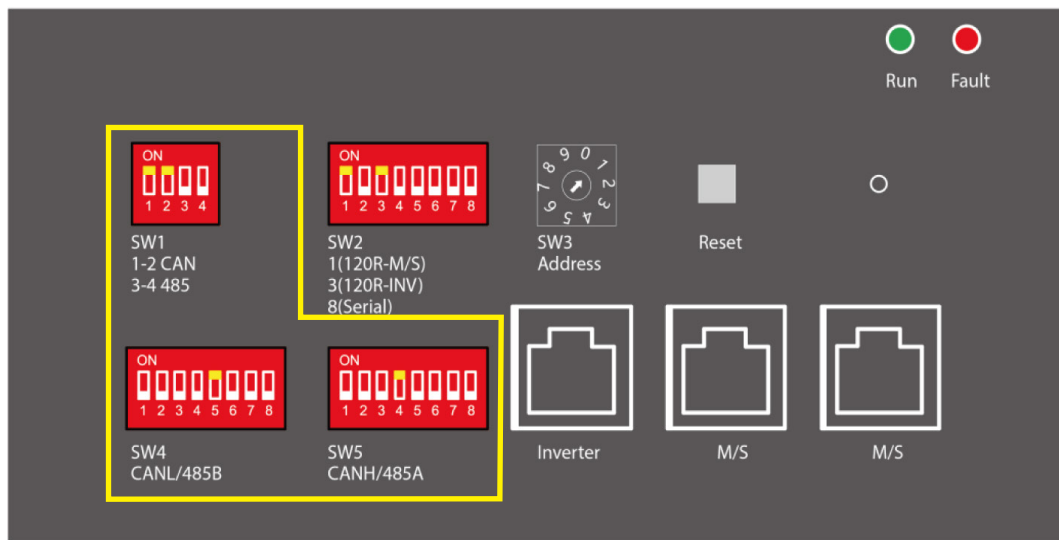 Run Fault
ON
1 2 3 4
SW1
1-2 CAN
3-4 485
ON
1 2 3 4 5 6 7 8
SW2
1(120R-M/S)
3(120R-INV)
8(Serial)
0 1 2 3 4 5 6 7 8 9
SW3
Address
Reset
ON
1 2 3 4 5 6 7 8
SW4
CANL/485B
ON
1 2 3 4 5 6 7 8
SW5
CANH/485A
Inverter
M/S
M/S